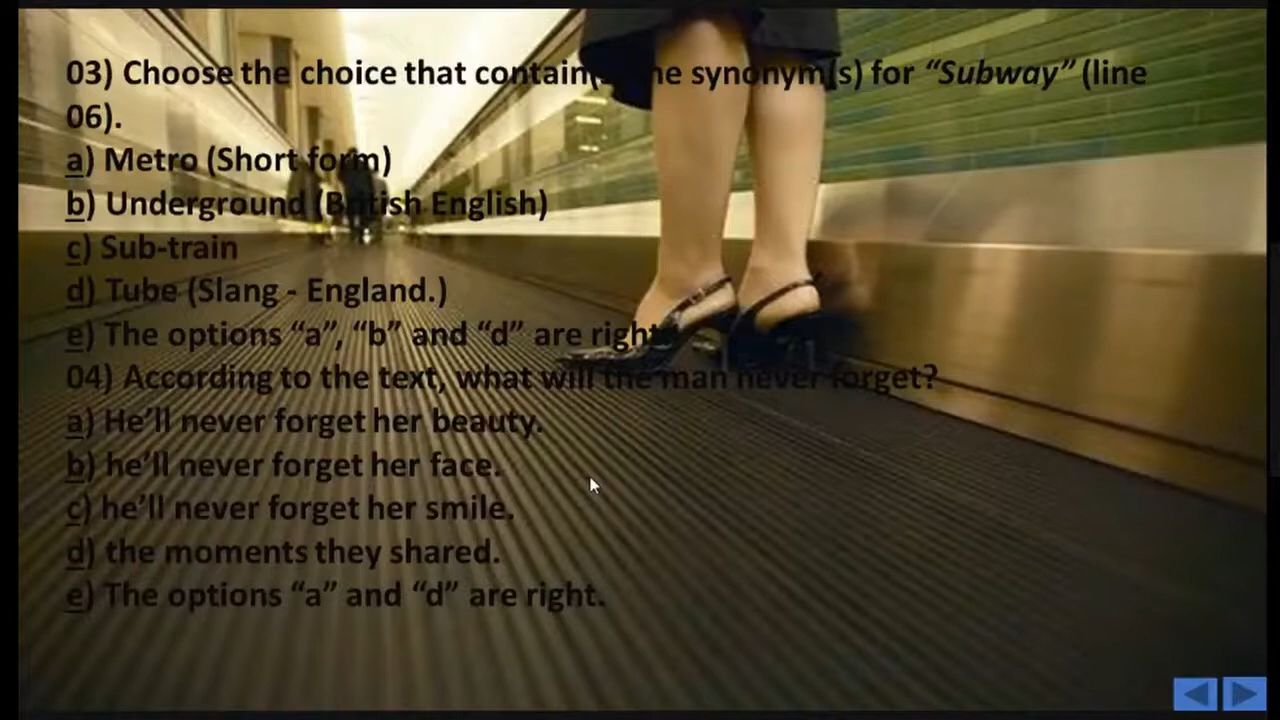 03) Choose the choice that contain(s) the synonym(s) for “Subway” (line
06).
a) Metro (Short form)
b) Underground (British English)
c) Sub-train
d) Tube (Slang - England.)
e) The options “a”, “b” and “d” are right.
04) According to the text, what will the man never forget?
a) He’ll never forget her beauty.
b) he’ll never forget her face.
c) he’ll never forget her smile.
d) the moments they shared.
e) The options “a” and “d” are right.